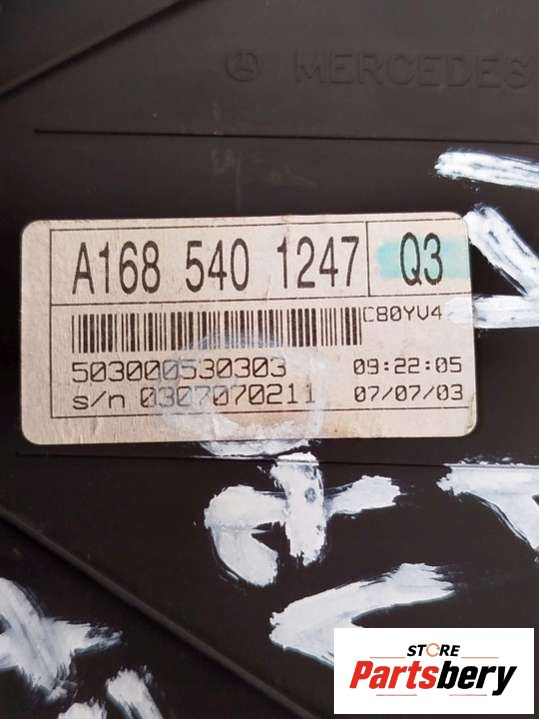 MERCEDES
A168 540 1247 Q3
C80YV4
503000530303 09:22:05
s/n 0307070211 07/07/03
STORE
Partsbery